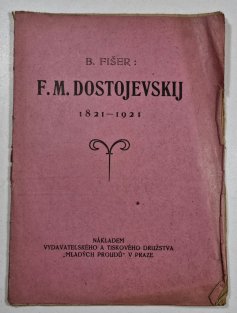 B. FIŠER:
F. M. DOSTOJEVSKIJ
1821–1921
NÁKLADEM
VYDAVATELSKÉHO A TISKOVÉHO DRUŽSTVA
„MLADÝCH PROUDŮ" V PRAZE